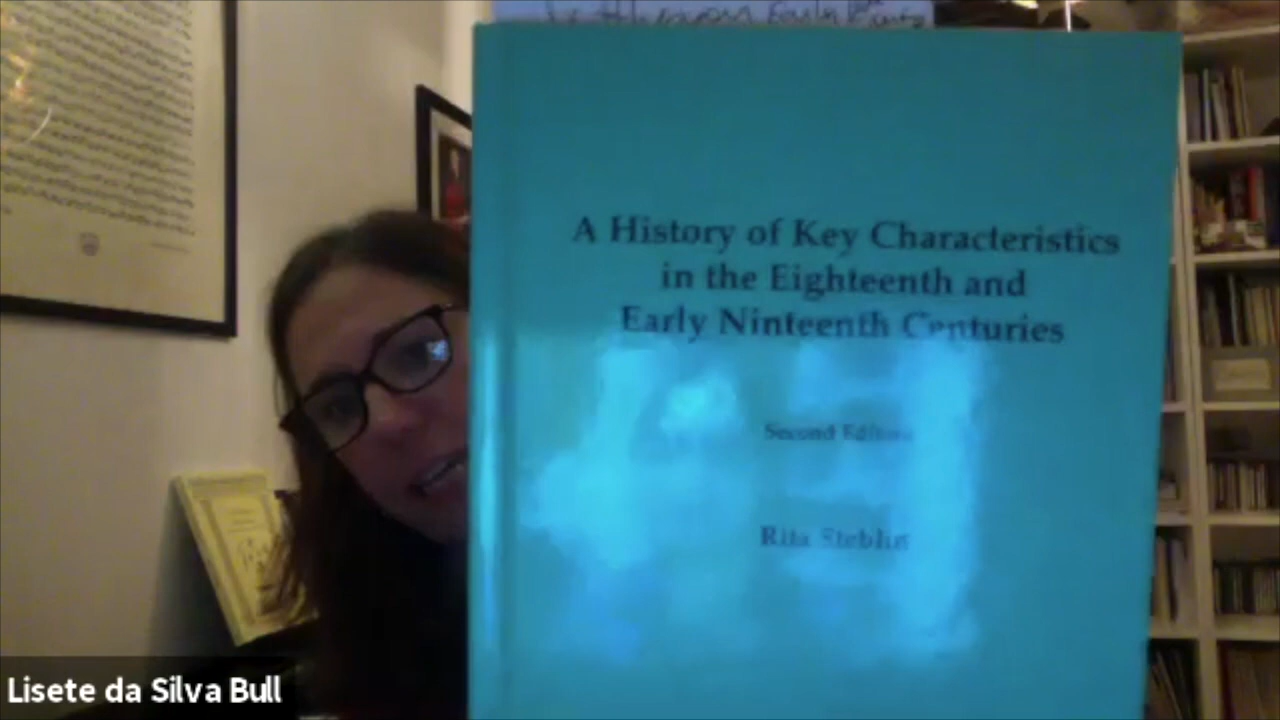 A History of Key Characteristics
in the Eighteenth and
Early Ninteenth Centuries
Second Edition
Rita Steblin
Lisete da Silva Bull